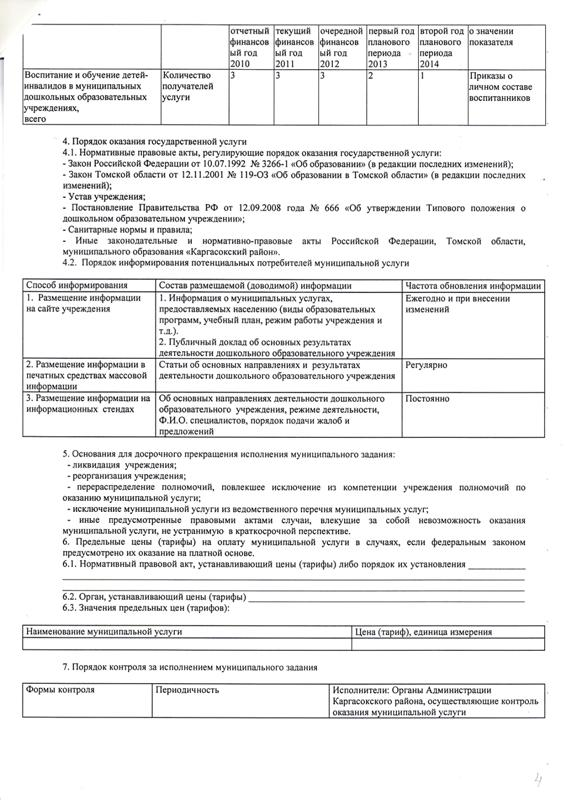 отчетный текущий очередной первый год второй год о значении
финансов финансов финансов планового планового показателя
ый год ый год ый год периода периода
2010 2011 2012 2013 2014
Воспитание и обучение детей- Количество 3 3 3 2 1 Приказы о
инвалидов в муниципальных получателей личном составе
дошкольных образовательных услуги воспитанников
учреждениях,
всего
4. Порядок оказания государственной услуги
4.1. Нормативные правовые акты, регулирующие порядок оказания государственной услуги:
- Закон Российской Федерации от 10.07.1992 № 3266-1 «Об образовании» (в редакции последних изменений);
- Закон Томской области от 12.11.2001 № 119-ОЗ «Об образовании в Томской области» (в редакции последних
изменений);
- Устав учреждения;
- Постановление Правительства РФ от 12.09.2008 года № 666 «Об утверждении Типового положения о
дошкольном образовательном учреждении»;
- Санитарные нормы и правила;
- Иные законодательные и нормативно-правовые акты Российской Федерации, Томской области,
муниципального образования «Каргасокский район».
4.2. Порядок информирования потенциальных потребителей муниципальной услуги
Способ информирования Состав размещаемой (доводимой) информации Частота обновления информации
1. Размещение информации 1. Информация о муниципальных услугах, Ежегодно и при внесении
на сайте учреждения предоставляемых населению (виды образовательных изменений
программ, учебный план, режим работы учреждения и
т.д.).
2. Публичный доклад об основных результатах
деятельности дошкольного образовательного учреждения
2. Размещение информации в Статьи об основных направлениях и результатах Регулярно
печатных средствах массовой деятельности дошкольного образовательного учреждения
информации
3. Размещение информации на Об основных направлениях деятельности дошкольного Постоянно
информационных стендах образовательного учреждения, режиме деятельности,
Ф.И.О. специалистов, порядок подачи жалоб и
предложений
5. Основания для досрочного прекращения исполнения муниципального задания:
- ликвидация учреждения;
- реорганизация учреждения;
- перераспределение полномочий, повлекшее исключение из компетенции учреждения полномочий по
оказанию муниципальной услуги;
- исключение муниципальной услуги из ведомственного перечня муниципальных услуг;
- иные предусмотренные правовыми актами случаи, влекущие за собой невозможность оказания
муниципальной услуги, не устранимую в краткосрочной перспективе.
6. Предельные цены (тарифы) на оплату муниципальной услуги в случаях, если федеральным законом
предусмотрено их оказание на платной основе.
6.1. Нормативный правовой акт, устанавливающий цены (тарифы) либо порядок их установления
6.2. Орган, устанавливающий цены (тарифы)
6.3. Значения предельных цен (тарифов):
Наименование муниципальной услуги Цена (тариф), единица измерения
7. Порядок контроля за исполнением муниципального задания
Формы контроля Периодичность Исполнители: Органы Администрации
Каргасокского района, осуществляющие контроль
оказания муниципальной услуги
4